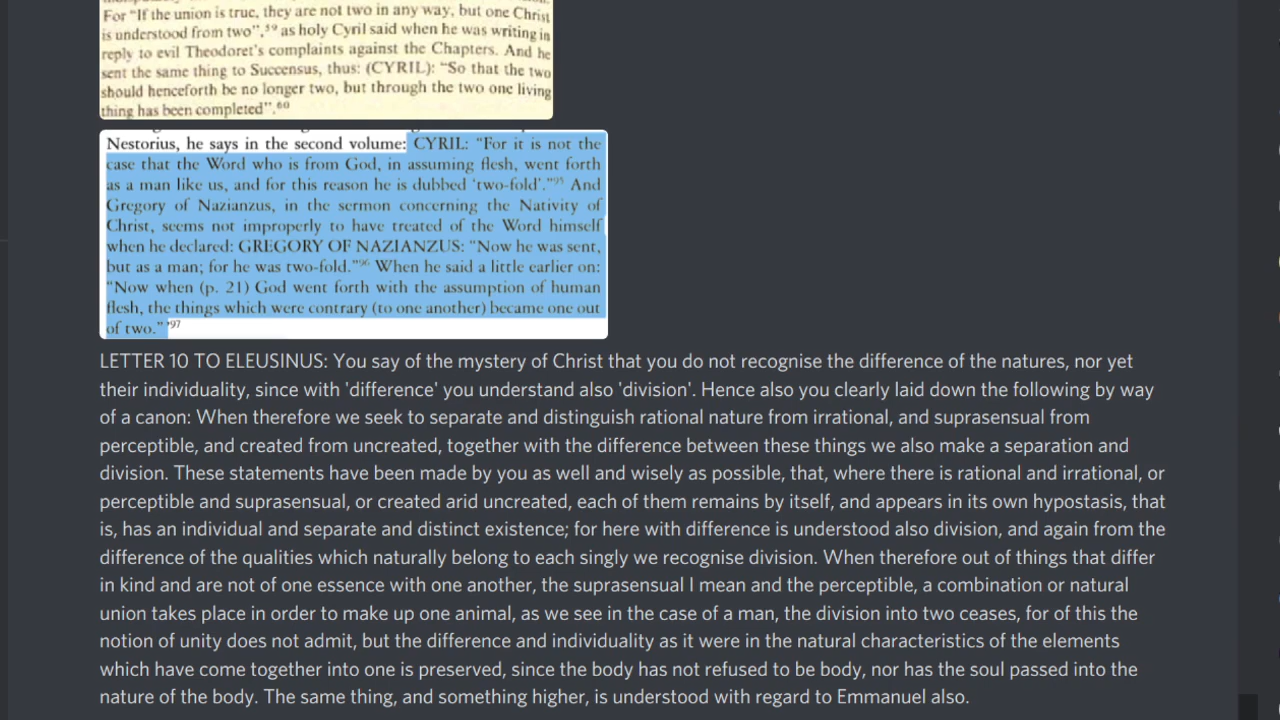 For “If the union is true, they are not two in any way, but one Christ
is understood from two”,⁵⁹ as holy Cyril said when he was writing in
reply to evil Theodoret's complaints against the Chapters. And he
sent the same thing to Succensus, thus: (CYRIL): “So that the two
should henceforth be no longer two, but through the two one living
thing has been completed”.⁶⁰
Nestorius, he says in the second volume: CYRIL: “For it is not the
case that the Word who is from God, in assuming flesh, went forth
as a man like us, and for this reason he is dubbed ‘two-fold’.”⁹⁵ And
Gregory of Nazianzus, in the sermon concerning the Nativity of
Christ, seems not improperly to have treated of the Word himself
when he declared: GREGORY OF NAZIANZUS: “Now he was sent,
but as a man; for he was two-fold.”⁹⁶ When he said a little earlier on:
“Now when (p. 21) God went forth with the assumption of human
flesh, the things which were contrary (to one another) became one out
of two.” ’⁹⁷
LETTER 10 TO ELEUSINUS: You say of the mystery of Christ that you do not recognise the difference of the natures, nor yet
their individuality, since with 'difference' you understand also 'division'. Hence also you clearly laid down the following by way
of a canon: When therefore we seek to separate and distinguish rational nature from irrational, and suprasensual from
perceptible, and created from uncreated, together with the difference between these things we also make a separation and
division. These statements have been made by you as well and wisely as possible, that, where there is rational and irrational, or
perceptible and suprasensual, or created arid uncreated, each of them remains by itself, and appears in its own hypostasis, that
is, has an individual and separate and distinct existence; for here with difference is understood also division, and again from the
difference of the qualities which naturally belong to each singly we recognise division. When therefore out of things that differ
in kind and are not of one essence with one another, the suprasensual I mean and the perceptible, a combination or natural
union takes place in order to make up one animal, as we see in the case of a man, the division into two ceases, for of this the
notion of unity does not admit, but the difference and individuality as it were in the natural characteristics of the elements
which have come together into one is preserved, since the body has not refused to be body, nor has the soul passed into the
nature of the body. The same thing, and something higher, is understood with regard to Emmanuel also.